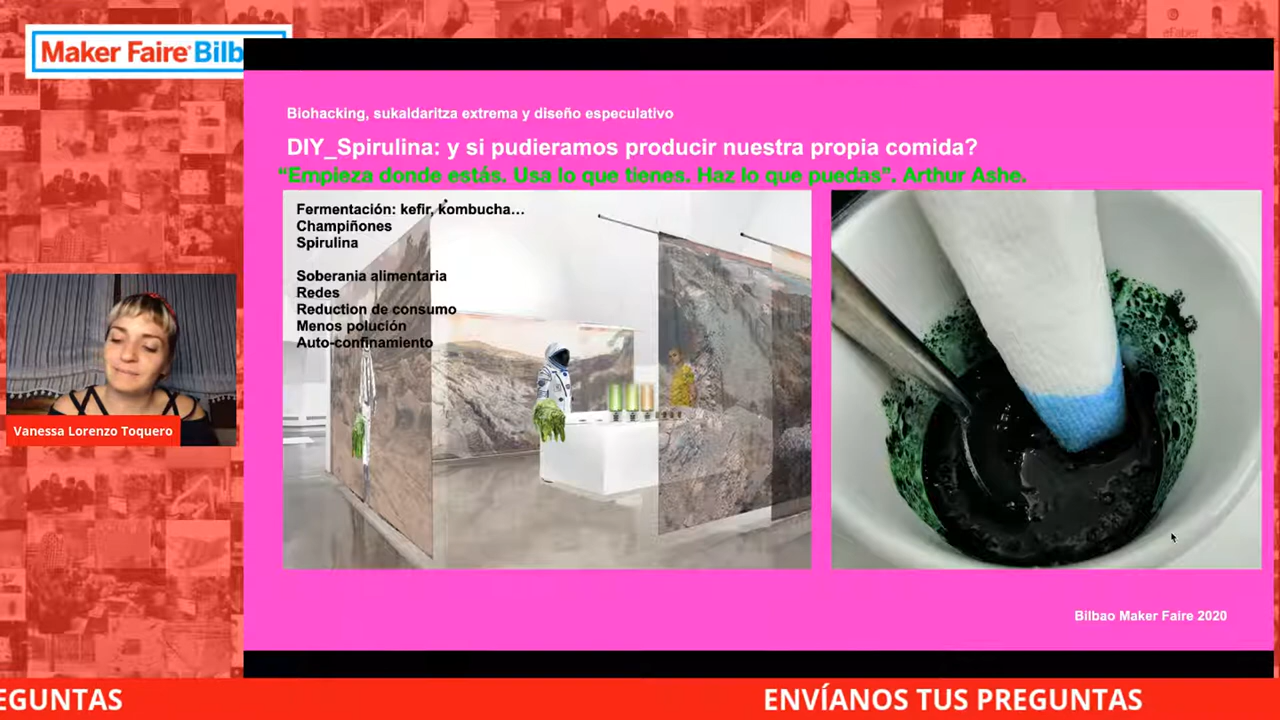 eFaber
Maker Faire Bilb
Biohacking, sukaldaritza extrema y diseño especulativo
DIY_Spirulina: y si pudieramos producir nuestra propia comida?
“Empieza donde estás. Usa lo que tienes. Haz lo que puedas”. Arthur Ashe.
Fermentación: kefir, kombucha...
Champiñones
Spirulina
Soberania alimentaria
Redes
Reduction de consumo
Menos polución
Auto-confinamiento
Vanessa Lorenzo Toquero
Bilbao Maker Faire 2020
EGUNTAS
ENVÍANOS TUS PREGUNTAS